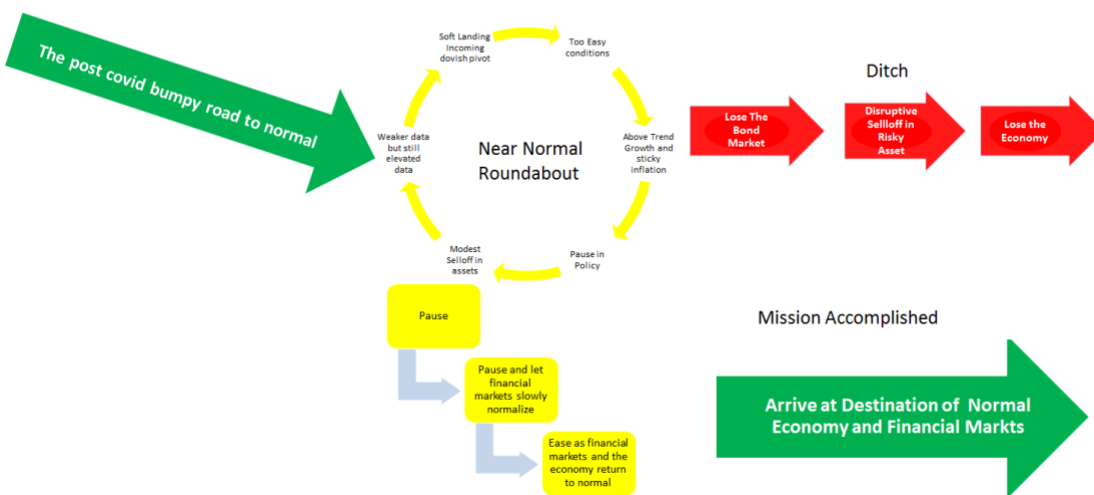 The post covid bumpy road to normal
Soft Landing
Incoming
dovish pivot
Too Easy
conditions
Weaker data
but still
elevated
data
Near Normal
Roundabout
Above Trend
Growth and
sticky
inflation
Modest
Selloff in
assets
Pause in
Policy
Ditch
Lose The
Bond
Market
Disruptive
Sellloff in
Risky
Asset
Lose the
Economy
Pause
Pause and let
financial
markets slowly
normalize
Ease as financial
markets and the
economy return
to normal
Mission Accomplished
Arrive at Destination of Normal
Economy and Financial Markts